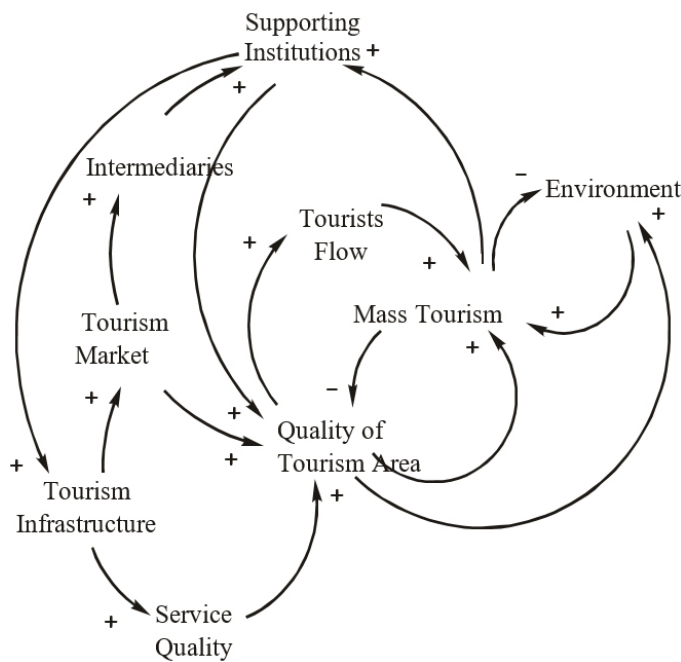 Supporting
Institutions +
+
Intermediaries
+
–
Environment
+
Tourists
Flow
+
+
Mass Tourism
+
+
Tourism
Market
–
+
+
+
Quality of
Tourism Area
+
+
Tourism
Infrastructure
+
Service
Quality